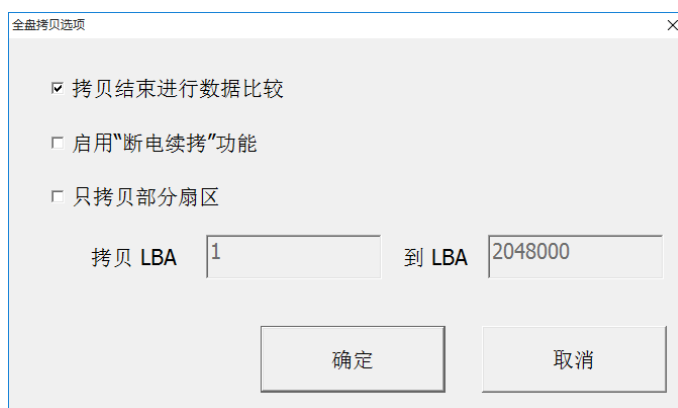 全盘拷贝选项
拷贝结束进行数据比较
启用“断电续拷”功能
只拷贝部分扇区
拷贝 LBA 1 到 LBA 2048000
确定 取消